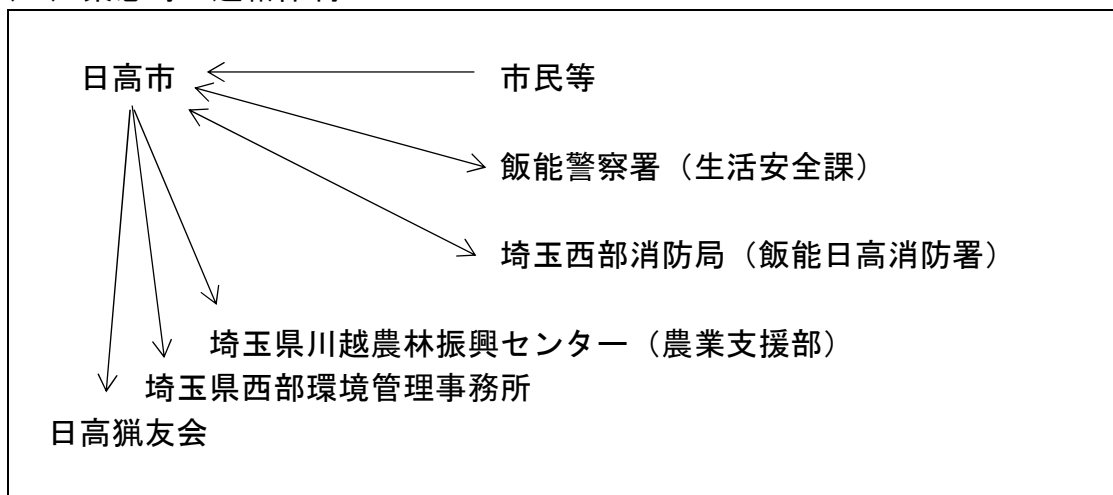 日高市
市民等
飯能警察署（生活安全課）
埼玉西部消防局（飯能日高消防署）
埼玉県川越農林振興センター（農業支援部）
埼玉県西部環境管理事務所
日高猟友会